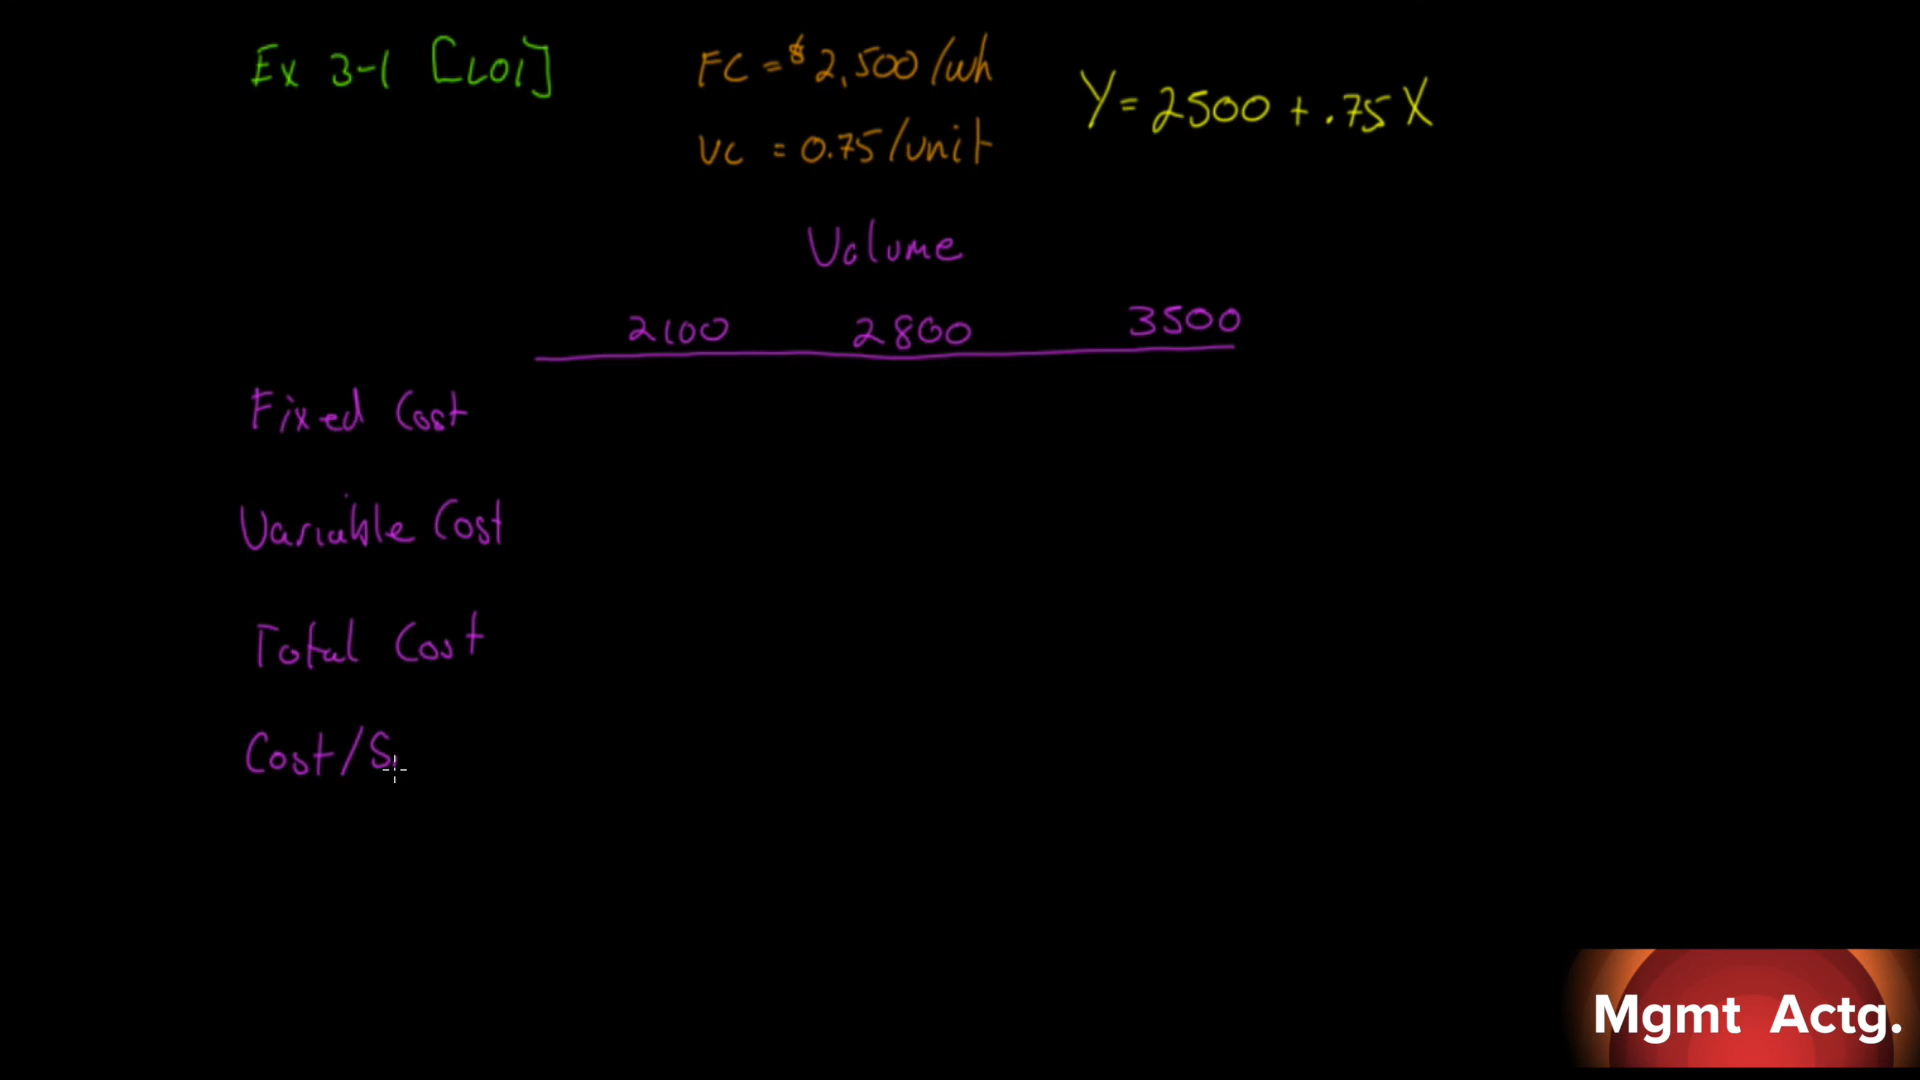 Ex 3-1 [LO1]
FC = $2,500/wh
VC = 0.75/unit
Y = 2500 + .75X
Volume
2100 2800 3500
Fixed Cost
Variable Cost
Total Cost
Cost/S
Mgmt Actg.